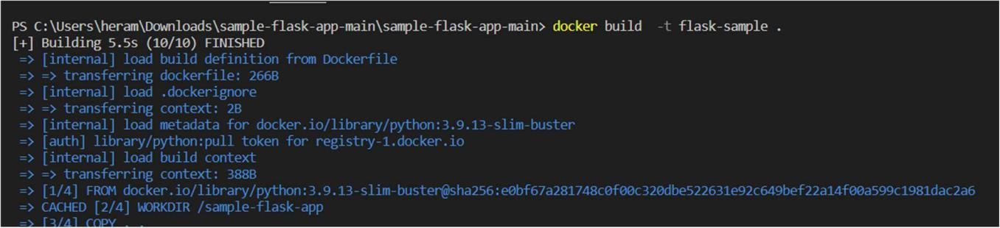 PS C:\Users\heram\Downloads\sample-flask-app-main\sample-flask-app-main> docker build -t flask-sample .
[+] Building 5.5s (10/10) FINISHED
=> [internal] load build definition from Dockerfile
=> => transferring dockerfile: 266B
=> [internal] load .dockerignore
=> => transferring context: 2B
=> [internal] load metadata for docker.io/library/python:3.9.13-slim-buster
=> [auth] library/python:pull token for registry-1.docker.io
=> [internal] load build context
=> => transferring context: 388B
=> [1/4] FROM docker.io/library/python:3.9.13-slim-buster@sha256:e0bf67a281748c0f00c320dbe522631e92c649bef22a14f00a599c1981dac2a6
=> CACHED [2/4] WORKDIR /sample-flask-app
=> [3/4] COPY . .